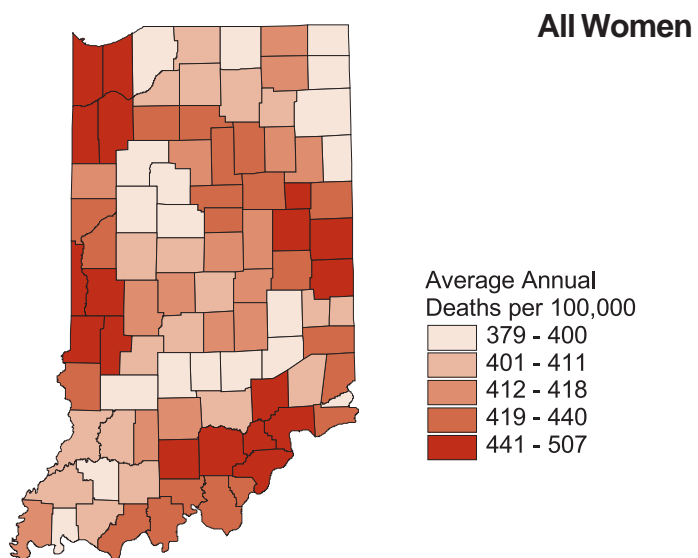 All Women
Average Annual
Deaths per 100,000
379 - 400
401 - 411
412 - 418
419 - 440
441 - 507